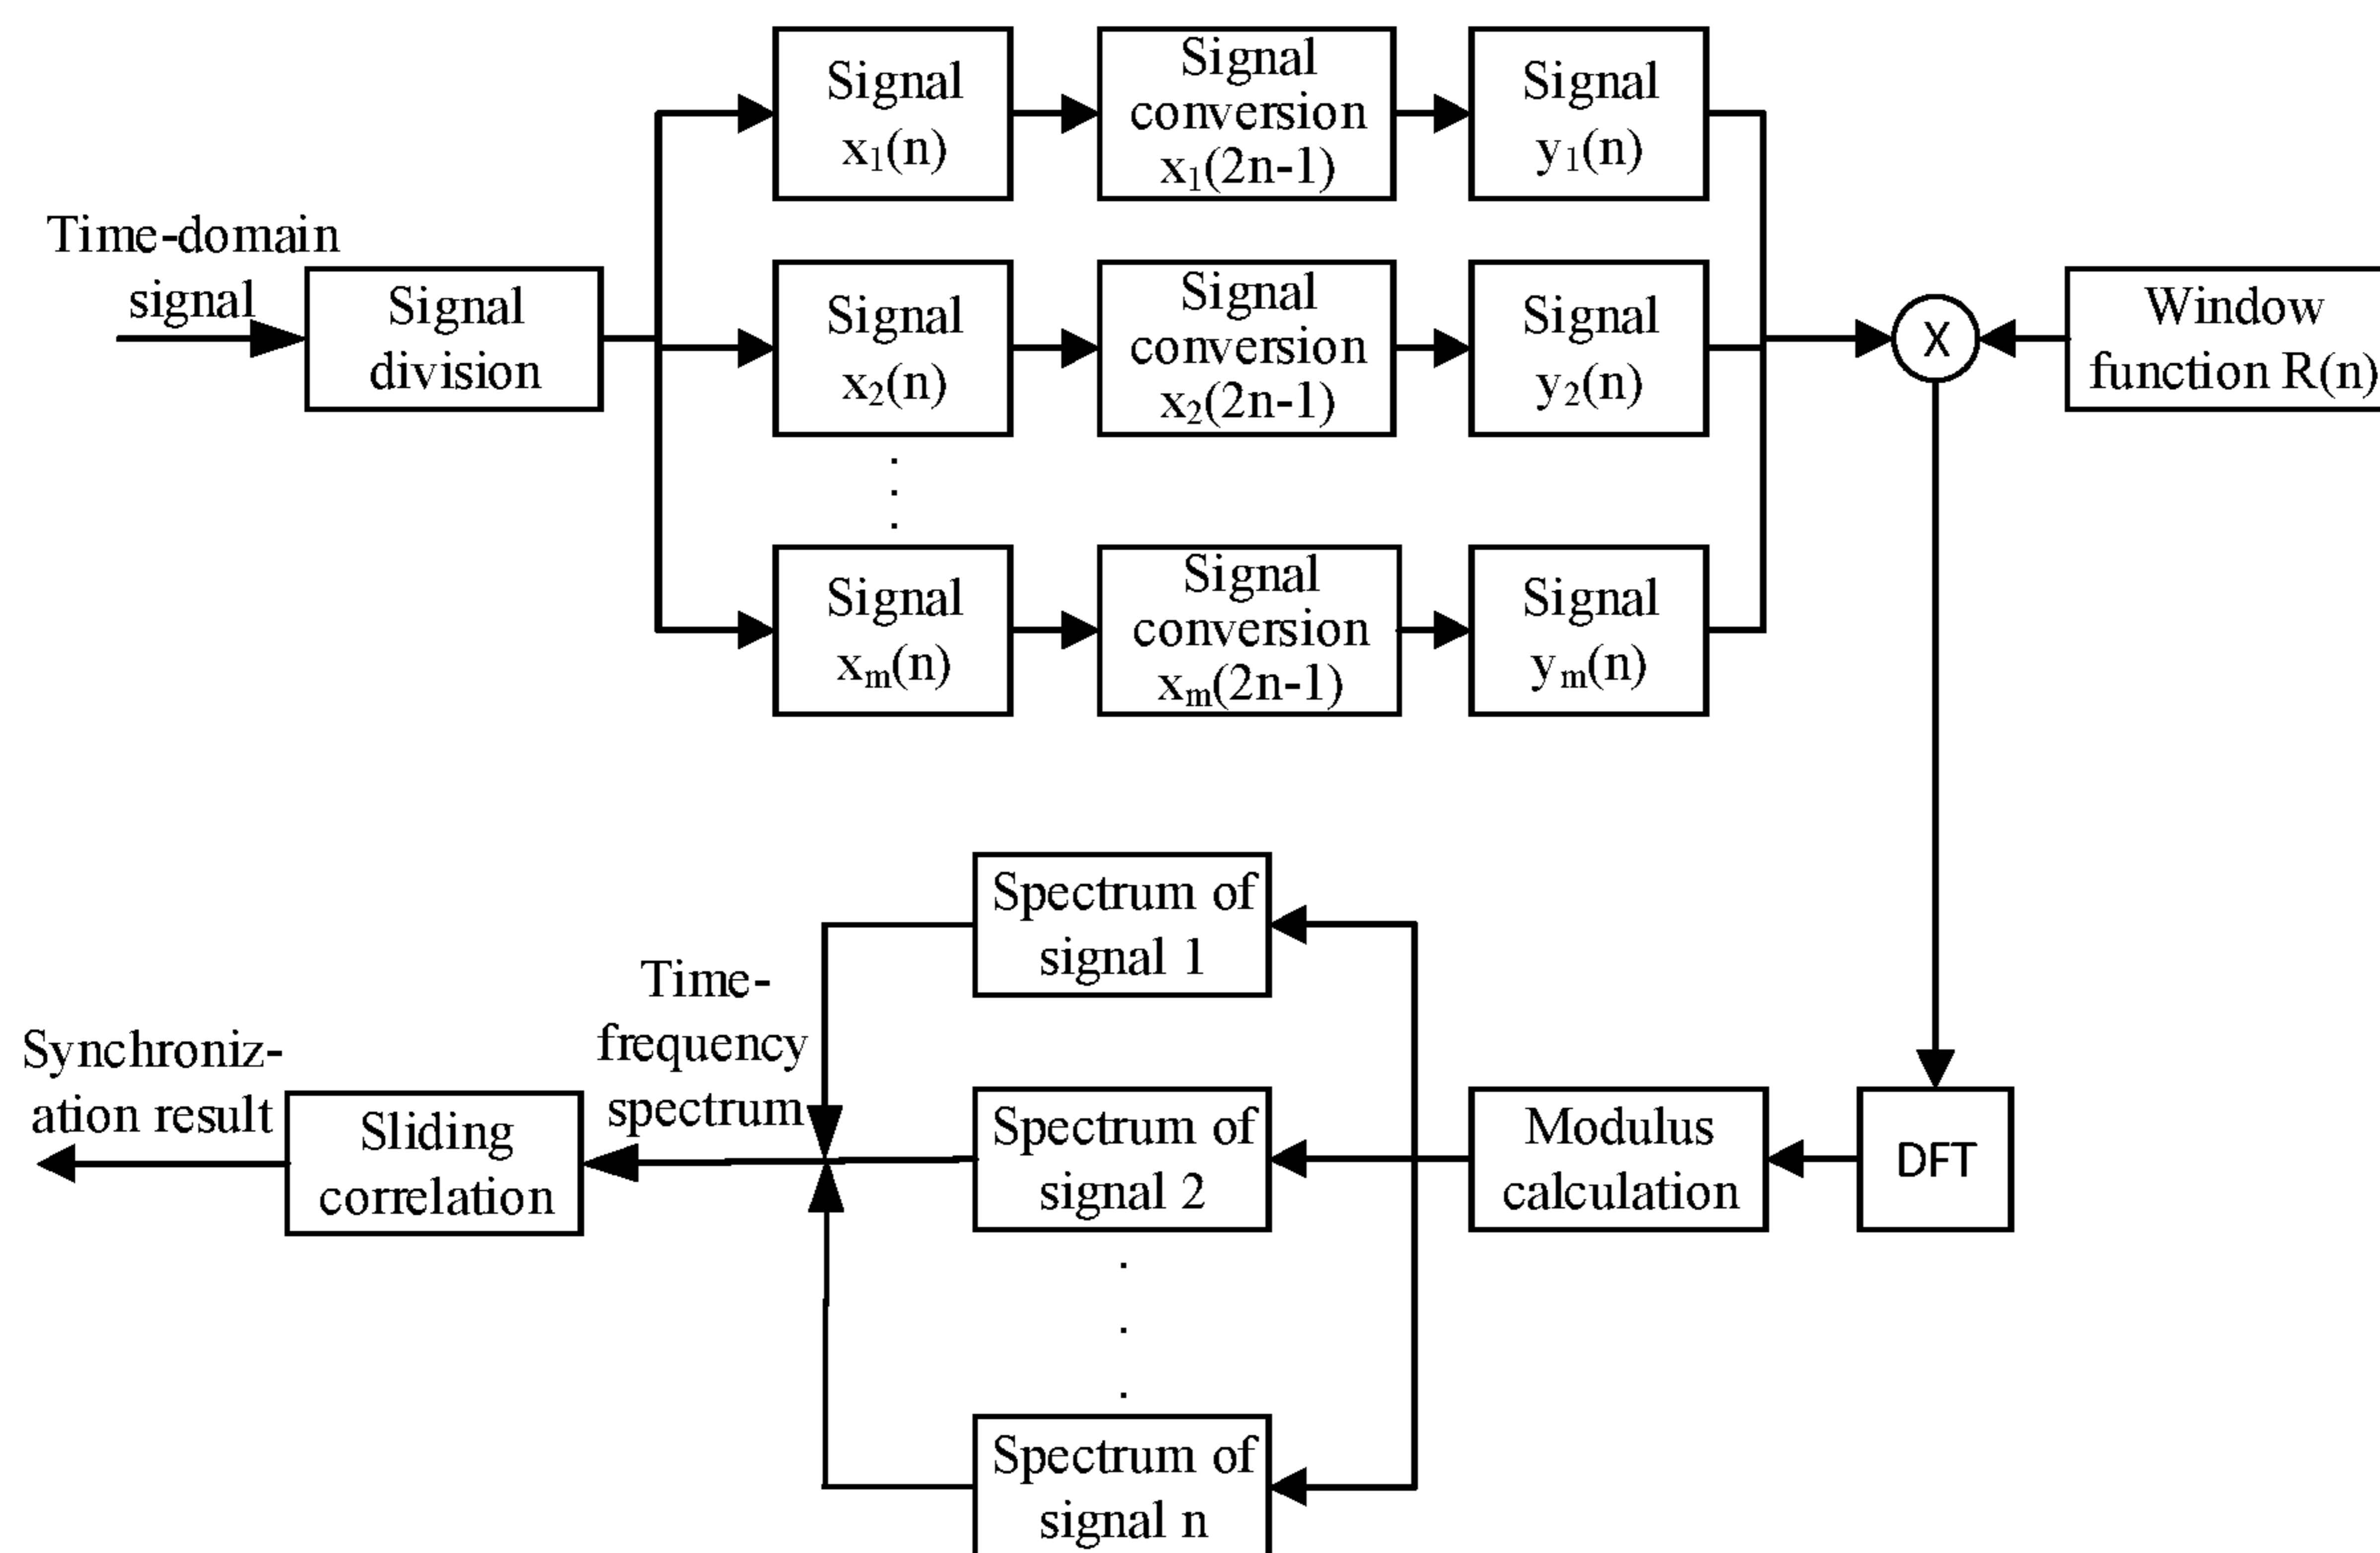 Time-domain
signal
Signal
division
Signal
x₁(n)
Signal
conversion
x₁(2n-1)
Signal
y₁(n)
Signal
x₂(n)
Signal
conversion
x₂(2n-1)
Signal
y₂(n)
.
.
.
Signal
xₘ(n)
Signal
conversion
xₘ(2n-1)
Signal
yₘ(n)
X
Window
function R(n)
DFT
Modulus
calculation
Spectrum of
signal 1
Spectrum of
signal 2
.
.
.
Spectrum of
signal n
Time-
frequency
spectrum
Sliding
correlation
Synchroniz-
ation result